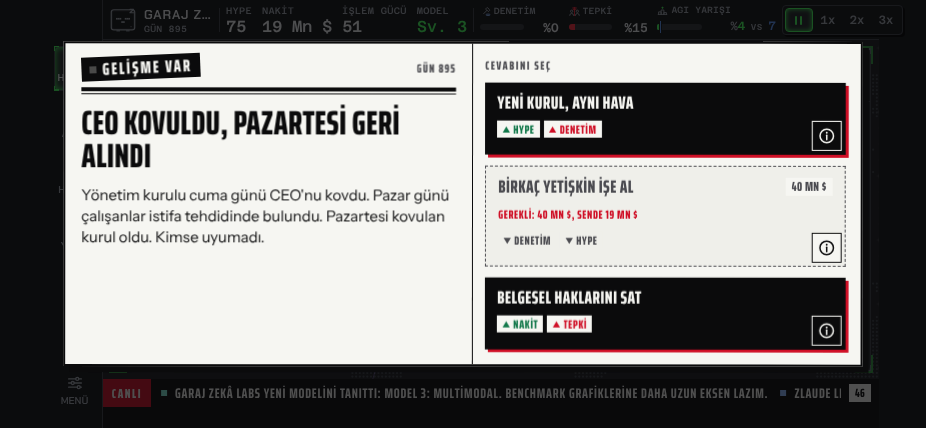 GARAJ Z...
GÜN 895
HYPE
75
NAKİT
19 Mn $
İŞLEM GÜCÜ
51
MODEL
Sv. 3
DENETİM
%0
TEPKİ
%15
AGI YARIŞI
%4 vs 7
1x
2x
3x
GELİŞME VAR
GÜN 895
CEO KOVULDU, PAZARTESİ GERİ
ALINDI
Yönetim kurulu cuma günü CEO'nu kovdu. Pazar günü
çalışanlar istifa tehdidinde bulundu. Pazartesi kovulan
kurul oldu. Kimse uyumadı.
CEVABINI SEÇ
YENİ KURUL, AYNI HAVA
HYPE
DENETİM
BİRKAÇ YETİŞKİN İŞE AL
40 MN $
GEREKLİ: 40 MN $, SENDE 19 MN $
DENETİM
HYPE
BELGESEL HAKLARINI SAT
NAKİT
TEPKİ
MENÜ
CANLI
GARAJ ZEKÂ LABS YENİ MODELİNİ TANITTI: MODEL 3: MULTIMODAL. BENCHMARK GRAFİKLERİNE DAHA UZUN EKSEN LAZIM.
ZLAUDE
46